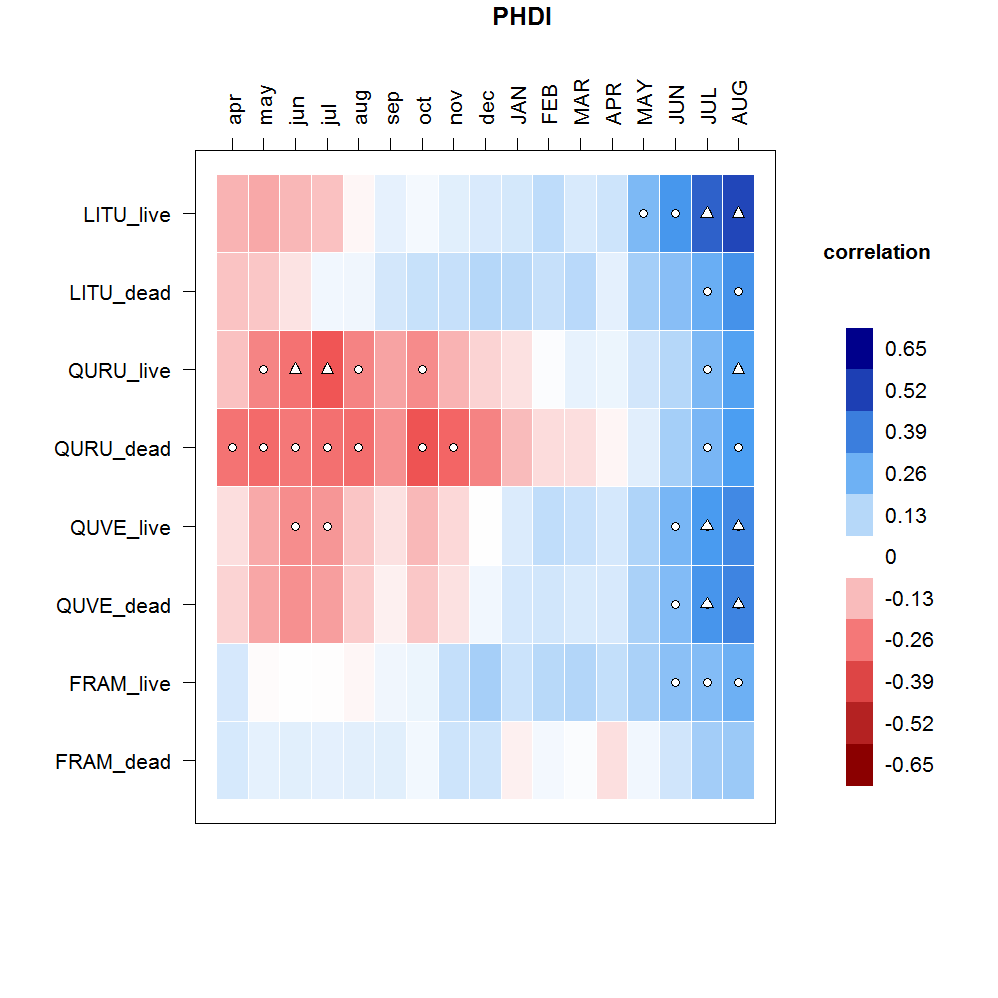 PHDI
apr may jun jul aug sep oct nov dec JAN FEB MAR APR MAY JUN JUL AUG
LITU_live
LITU_dead
QURU_live
QURU_dead
QUVE_live
QUVE_dead
FRAM_live
FRAM_dead
correlation
0.65
0.52
0.39
0.26
0.13
0
-0.13
-0.26
-0.39
-0.52
-0.65